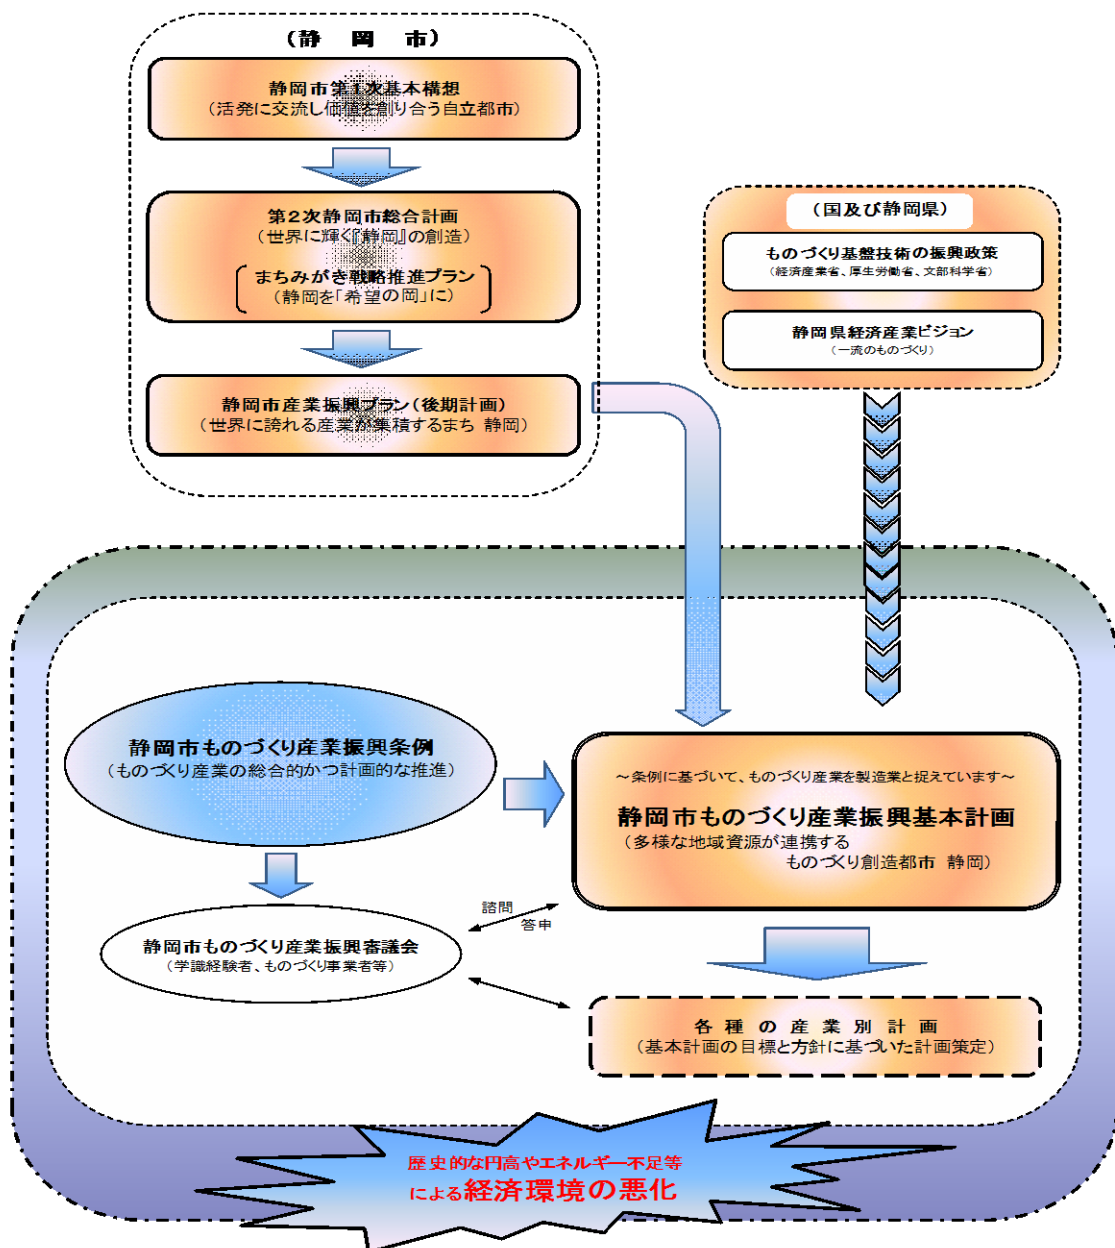 (静 岡 市)
静岡市第1次基本構想
(活発に交流し価値を創り合う自立都市)
第2次静岡市総合計画
(世界に輝く『静岡』の創造)
まちみがき戦略推進プラン
(静岡を「希望の岡」に)
静岡市産業振興プラン(後期計画)
(世界に誇れる産業が集積するまち 静岡)
(国及び静岡県)
ものづくり基盤技術の振興政策
(経済産業省、厚生労働省、文部科学省)
静岡県経済産業ビジョン
(一流のものづくり)
静岡市ものづくり産業振興条例
(ものづくり産業の総合的かつ計画的な推進)
~条例に基づいて、ものづくり産業を製造業と捉えています~
静岡市ものづくり産業振興基本計画
(多様な地域資源が連携する
ものづくり創造都市 静岡)
諮問
答申
静岡市ものづくり産業振興審議会
(学識経験者、ものづくり事業者等)
各 種 の 産 業 別 計 画
(基本計画の目標と方針に基づいた計画策定)
歴史的な円高やエネルギー不足等
による経済環境の悪化